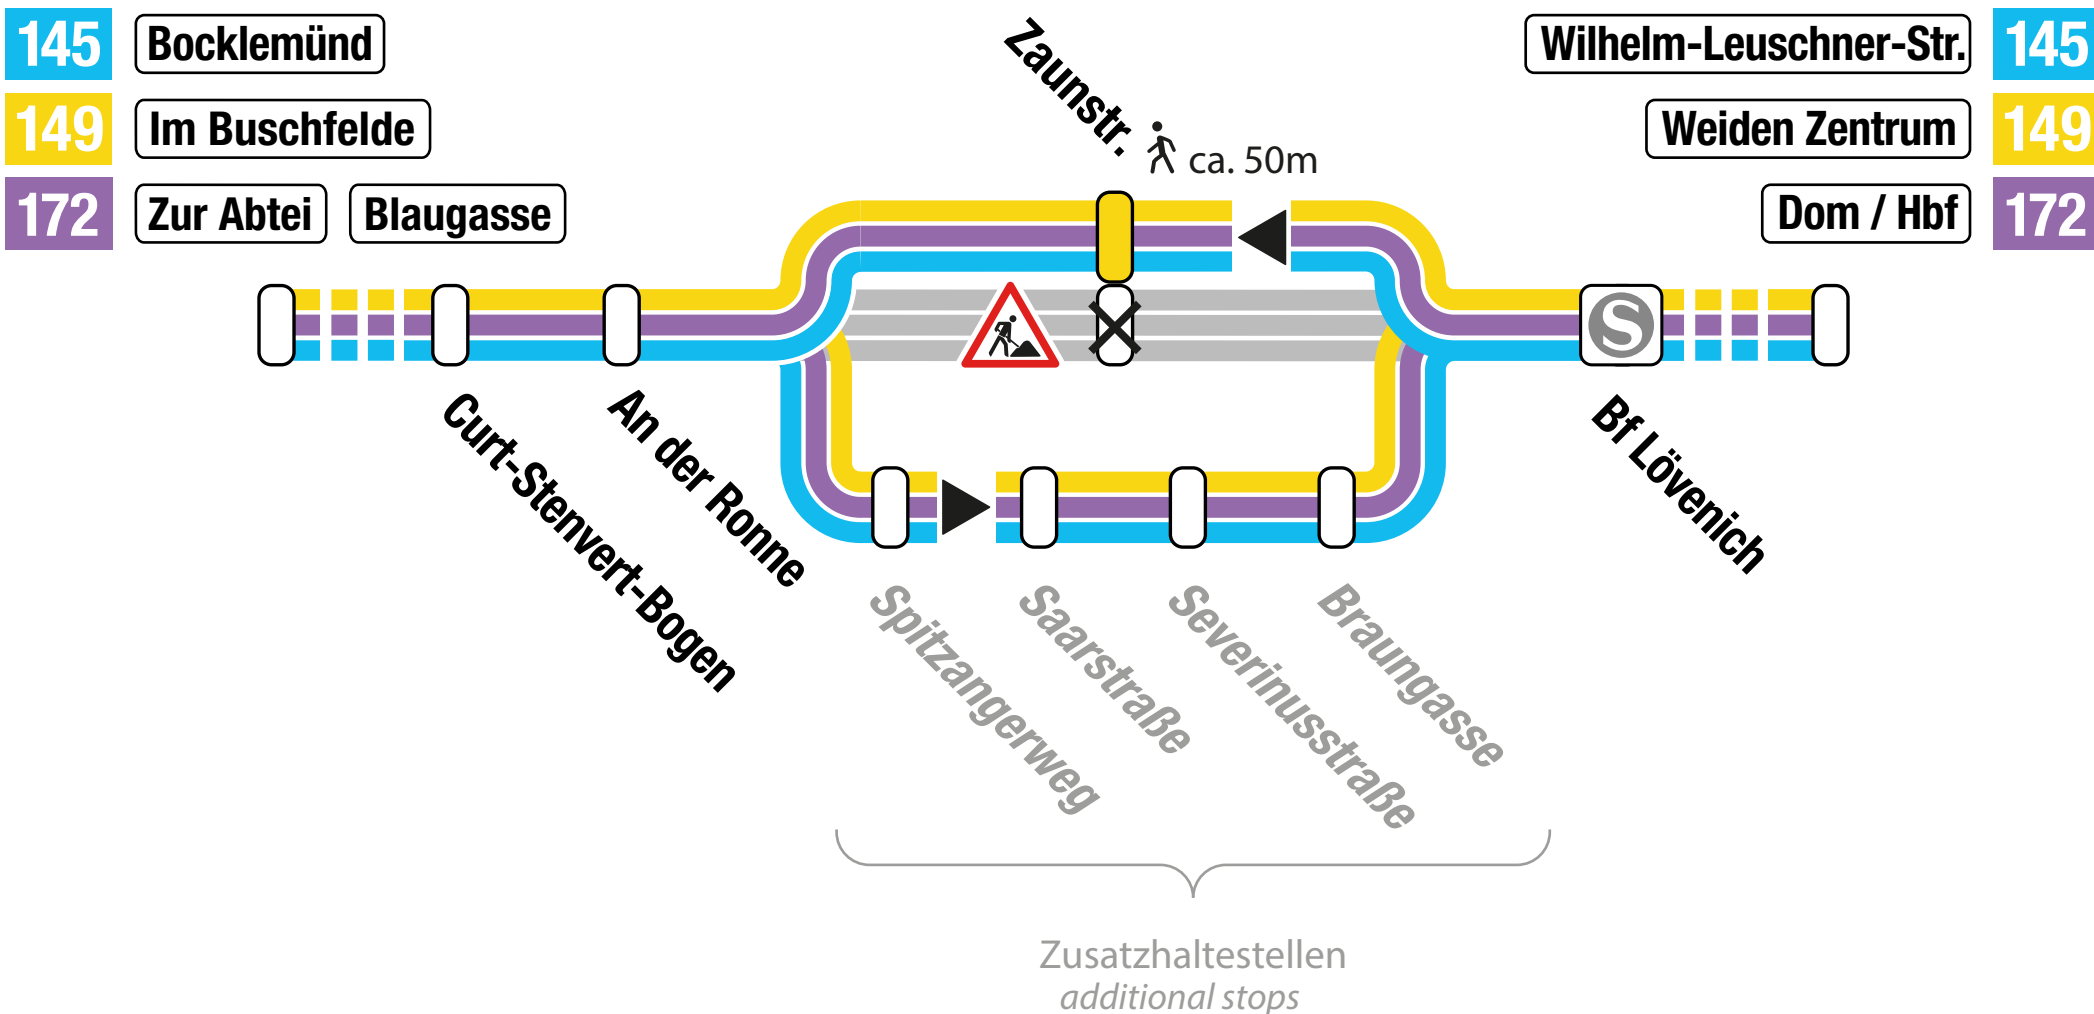 145 Bocklemünd
149 Im Buschfelde
172 Zur Abtei Blaugasse
Wilhelm-Leuschner-Str. 145
Weiden Zentrum 149
Dom / Hbf 172
Zaunstr.
ca. 50m
S
Curt-Stenvert-Bogen
An der Ronne
Bf Lövenich
Spitzangerweg
Saarstraße
Severinusstraße
Braungasse
Zusatzhaltestellen
additional stops